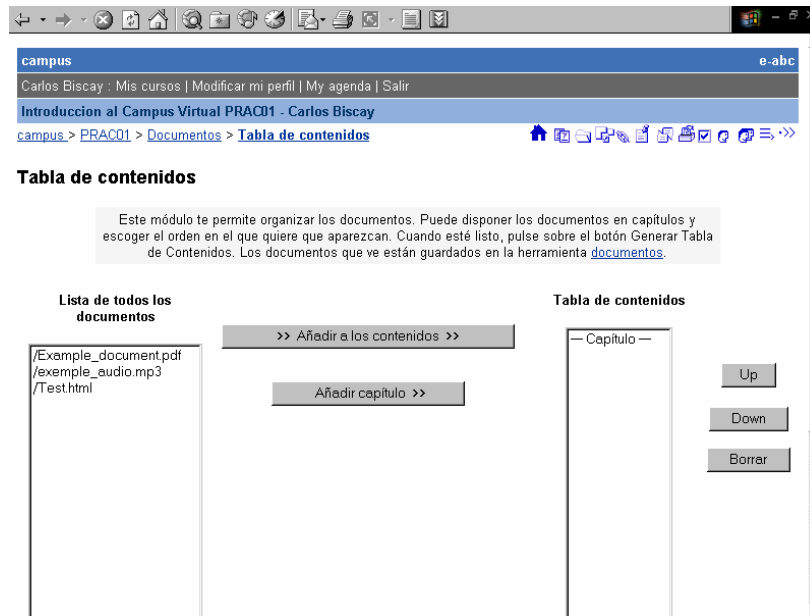 campus e-abc
Carlos Biscay : Mis cursos | Modificar mi perfil | My agenda | Salir
Introduccion al Campus Virtual PRAC01 - Carlos Biscay
campus > PRAC01 > Documentos > Tabla de contenidos
Tabla de contenidos
Este módulo te permite organizar los documentos. Puede disponer los documentos en capítulos y
escoger el orden en el que quiere que aparezcan. Cuando esté listo, pulse sobre el botón Generar Tabla
de Contenidos. Los documentos que ve están guardados en la herramienta documentos.
Lista de todos los
documentos
Tabla de contenidos
>> Añadir a los contenidos >>
Añadir capítulo >>
/Example_document.pdf
/exemple_audio.mp3
/Test.html
— Capítulo —
Up
Down
Borrar